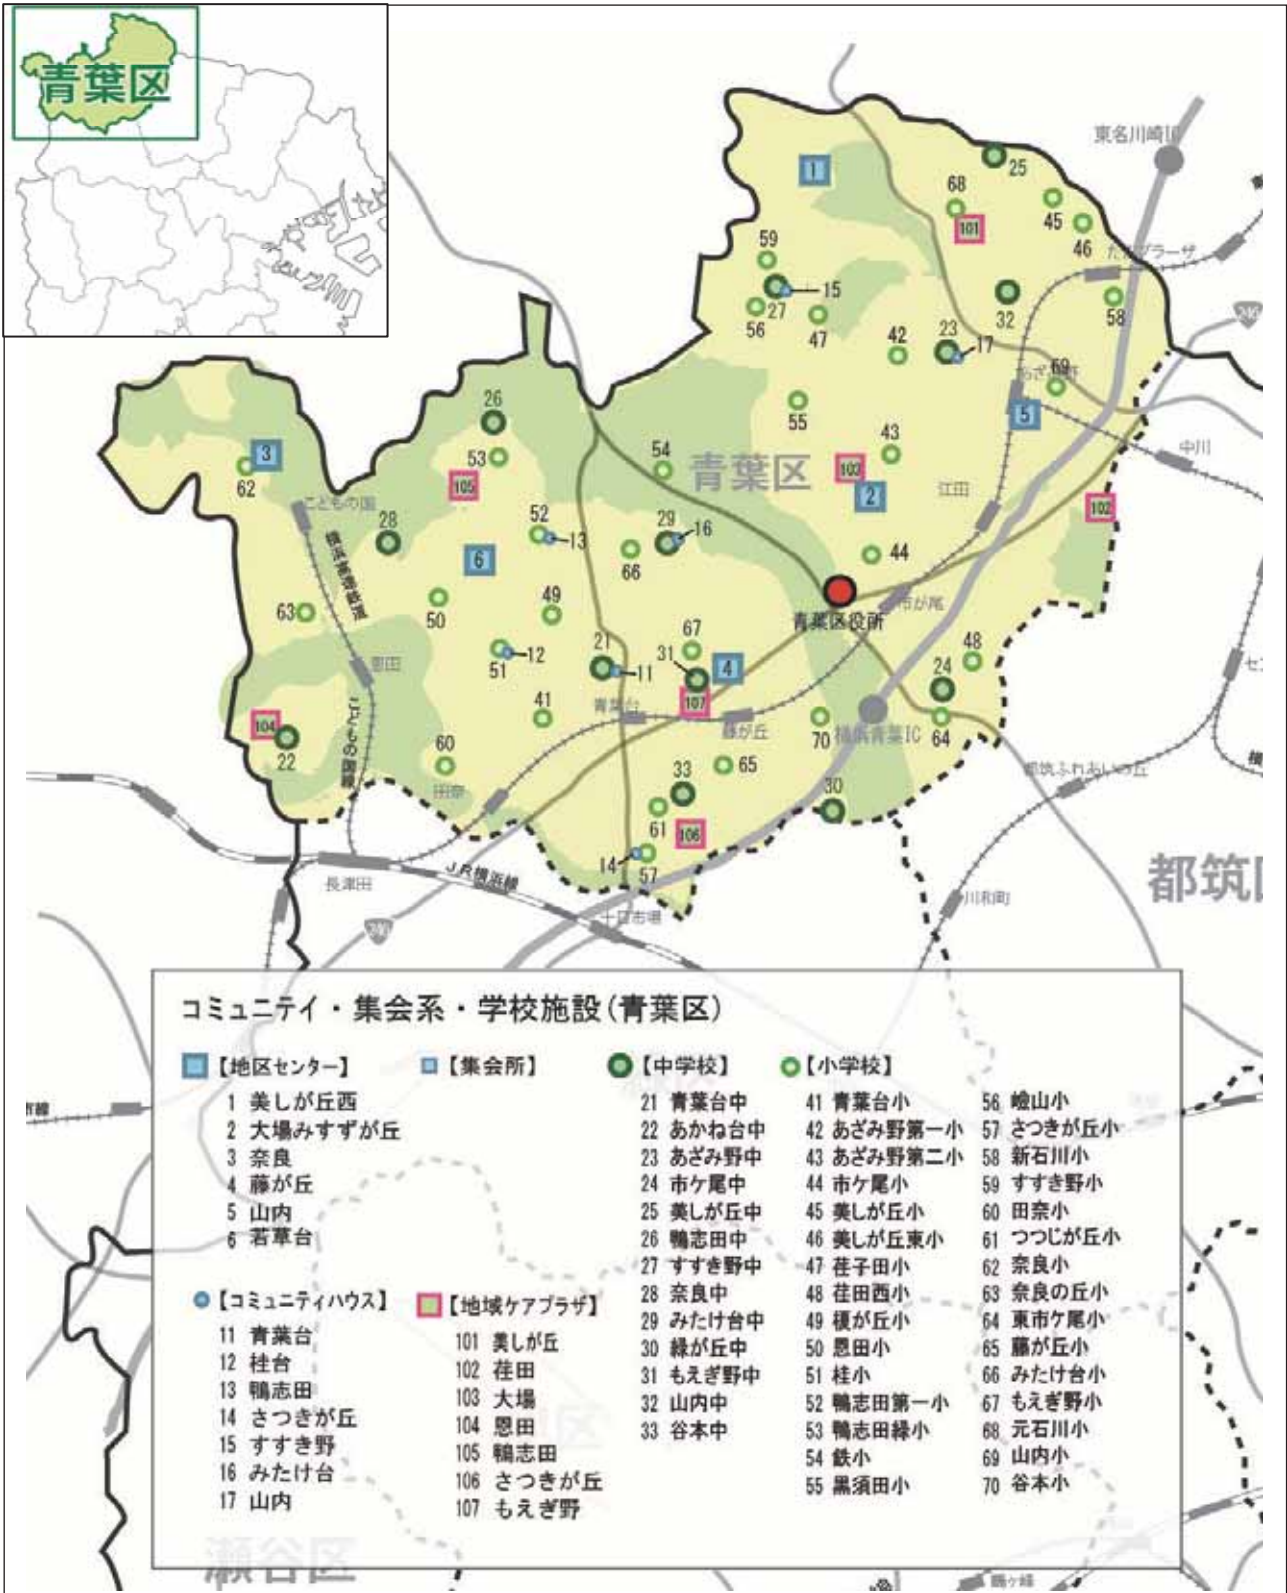 青葉区
東名川崎IC
1
25
68
101
45
46
59
たまプラーザ
15
27
56
47
32
58
246
42
23
17
69
あざみ野
26
55
5
3
53
54
43
中川
62
105
青葉区
103
2
江田
102
こどもの国
28
52
13
29
16
6
66
44
50
49
青葉区役所
市が尾
63
恩田
51
12
21
11
67
31
4
48
24
こどもの国線
104
22
41
青葉台
107
藤が丘
70
横浜青葉IC
64
60
田奈
65
33
30
都筑ふれあいの丘
61
106
14
57
長津田
JR横浜線
都筑
246
十日市場
川和町
コミュニテイ・集会系・学校施設(青葉区)
【地区センター】
1 美しが丘西
2 大場みすずが丘
3 奈良
4 藤が丘
5 山内
6 若草台
【集会所】
【コミュニティハウス】
11 青葉台
12 桂台
13 鴨志田
14 さつきが丘
15 すすき野
16 みたけ台
17 山内
【地域ケアプラザ】
101 美しが丘
102 荏田
103 大場
104 恩田
105 鴨志田
106 さつきが丘
107 もえぎ野
【中学校】
21 青葉台中
22 あかね台中
23 あざみ野中
24 市ケ尾中
25 美しが丘中
26 鴨志田中
27 すすき野中
28 奈良中
29 みたけ台中
30 緑が丘中
31 もえぎ野中
32 山内中
33 谷本中
【小学校】
41 青葉台小
42 あざみ野第一小
43 あざみ野第二小
44 市ケ尾小
45 美しが丘小
46 美しが丘東小
47 荏子田小
48 荏田西小
49 榎が丘小
50 恩田小
51 桂小
52 鴨志田第一小
53 鴨志田緑小
54 鉄小
55 黒須田小
56 嶮山小
57 さつきが丘小
58 新石川小
59 すすき野小
60 田奈小
61 つつじが丘小
62 奈良小
63 奈良の丘小
64 東市ケ尾小
65 藤が丘小
66 みたけ台小
67 もえぎ野小
68 元石川小
69 山内小
70 谷本小
瀬谷区
鶴ヶ峰